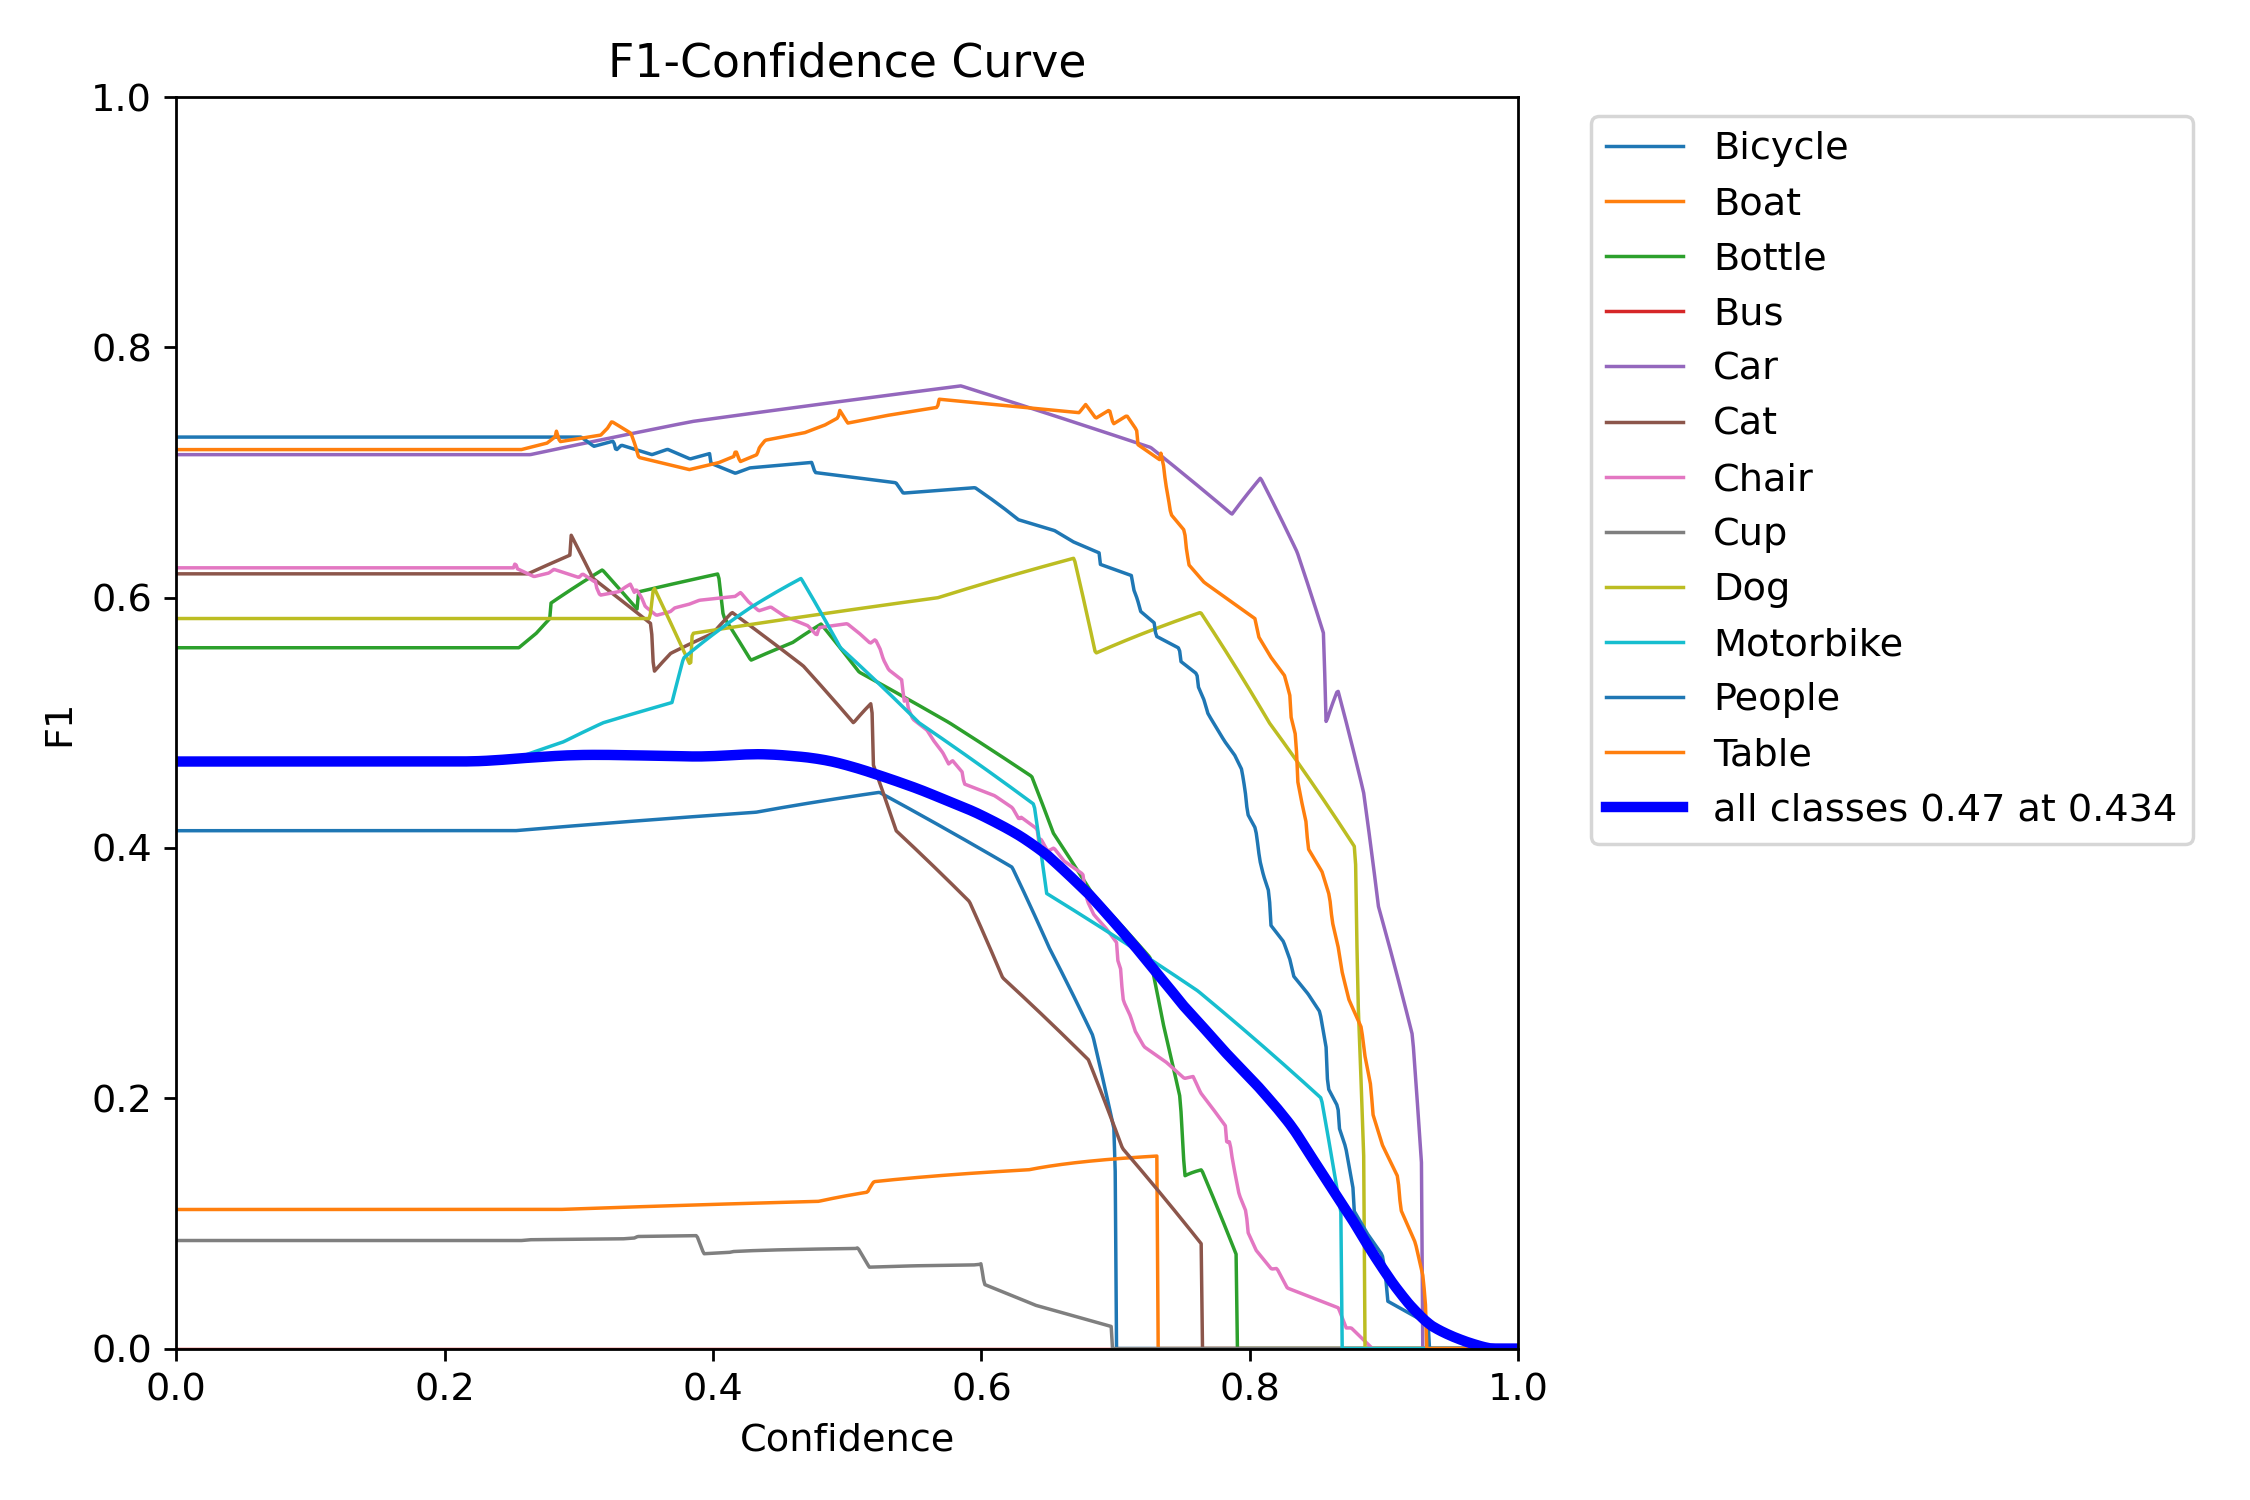 F1-Confidence Curve
1.0
0.8
0.6
0.4
0.2
0.0
F1
0.0 0.2 0.4 0.6 0.8 1.0
Confidence
Bicycle
Boat
Bottle
Bus
Car
Cat
Chair
Cup
Dog
Motorbike
People
Table
all classes 0.47 at 0.434